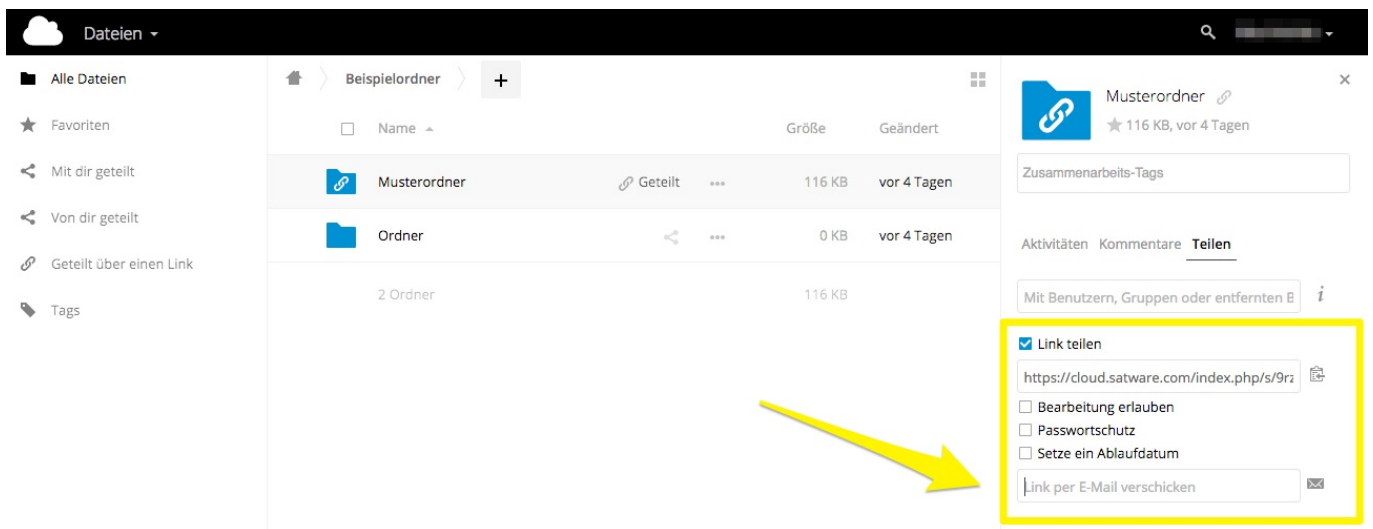 Dateien
Alle Dateien
Favoriten
Mit dir geteilt
Von dir geteilt
Geteilt über einen Link
Tags
Beispielordner +
Name Größe Geändert
Musterordner Geteilt ••• 116 KB vor 4 Tagen
Ordner ••• 0 KB vor 4 Tagen
2 Ordner 116 KB
Musterordner
116 KB, vor 4 Tagen
Zusammenarbeits-Tags
Aktivitäten Kommentare Teilen
Mit Benutzern, Gruppen oder entfernten B
i
Link teilen
https://cloud.satware.com/index.php/s/9rz
Bearbeitung erlauben
Passwortschutz
Setze ein Ablaufdatum
Link per E-Mail verschicken